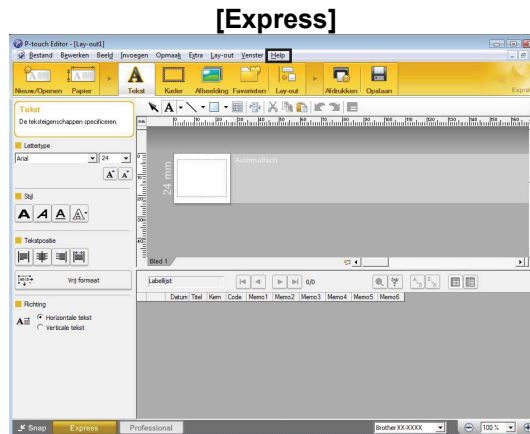 [Express]
P-touch Editor - [Lay-out1]
Bestand Bewerken Beeld Invoegen Opmaak Extra Lay-out Venster Help
Nieuw/Openen Papier Tekst Kader Afbeelding Favorieten Lay-out Afdrukken Opslaan Expre
Tekst
De teksteigenschappen specificeren.
Lettertype
Arial 24
A A
Stijl
A A A A
Tekstpositie
Vrij formaat
Richting
Horizontale tekst
Verticale tekst
24 mm
Automatisch
Blad 1
Labellijst 0/0
Datum Titel Kern Code Memo1 Memo2 Memo3 Memo4 Memo5 Memo6
Snap Express Professional Brother XX-XXXX 100 %